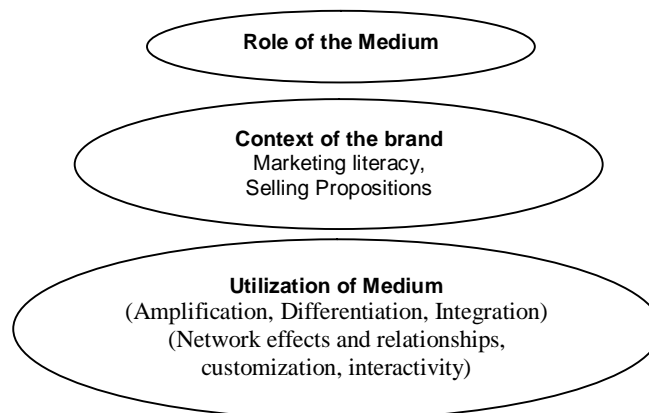 Role of the Medium
Context of the brand
Marketing literacy,
Selling Propositions
Utilization of Medium
(Amplification, Differentiation, Integration)
(Network effects and relationships,
customization, interactivity)